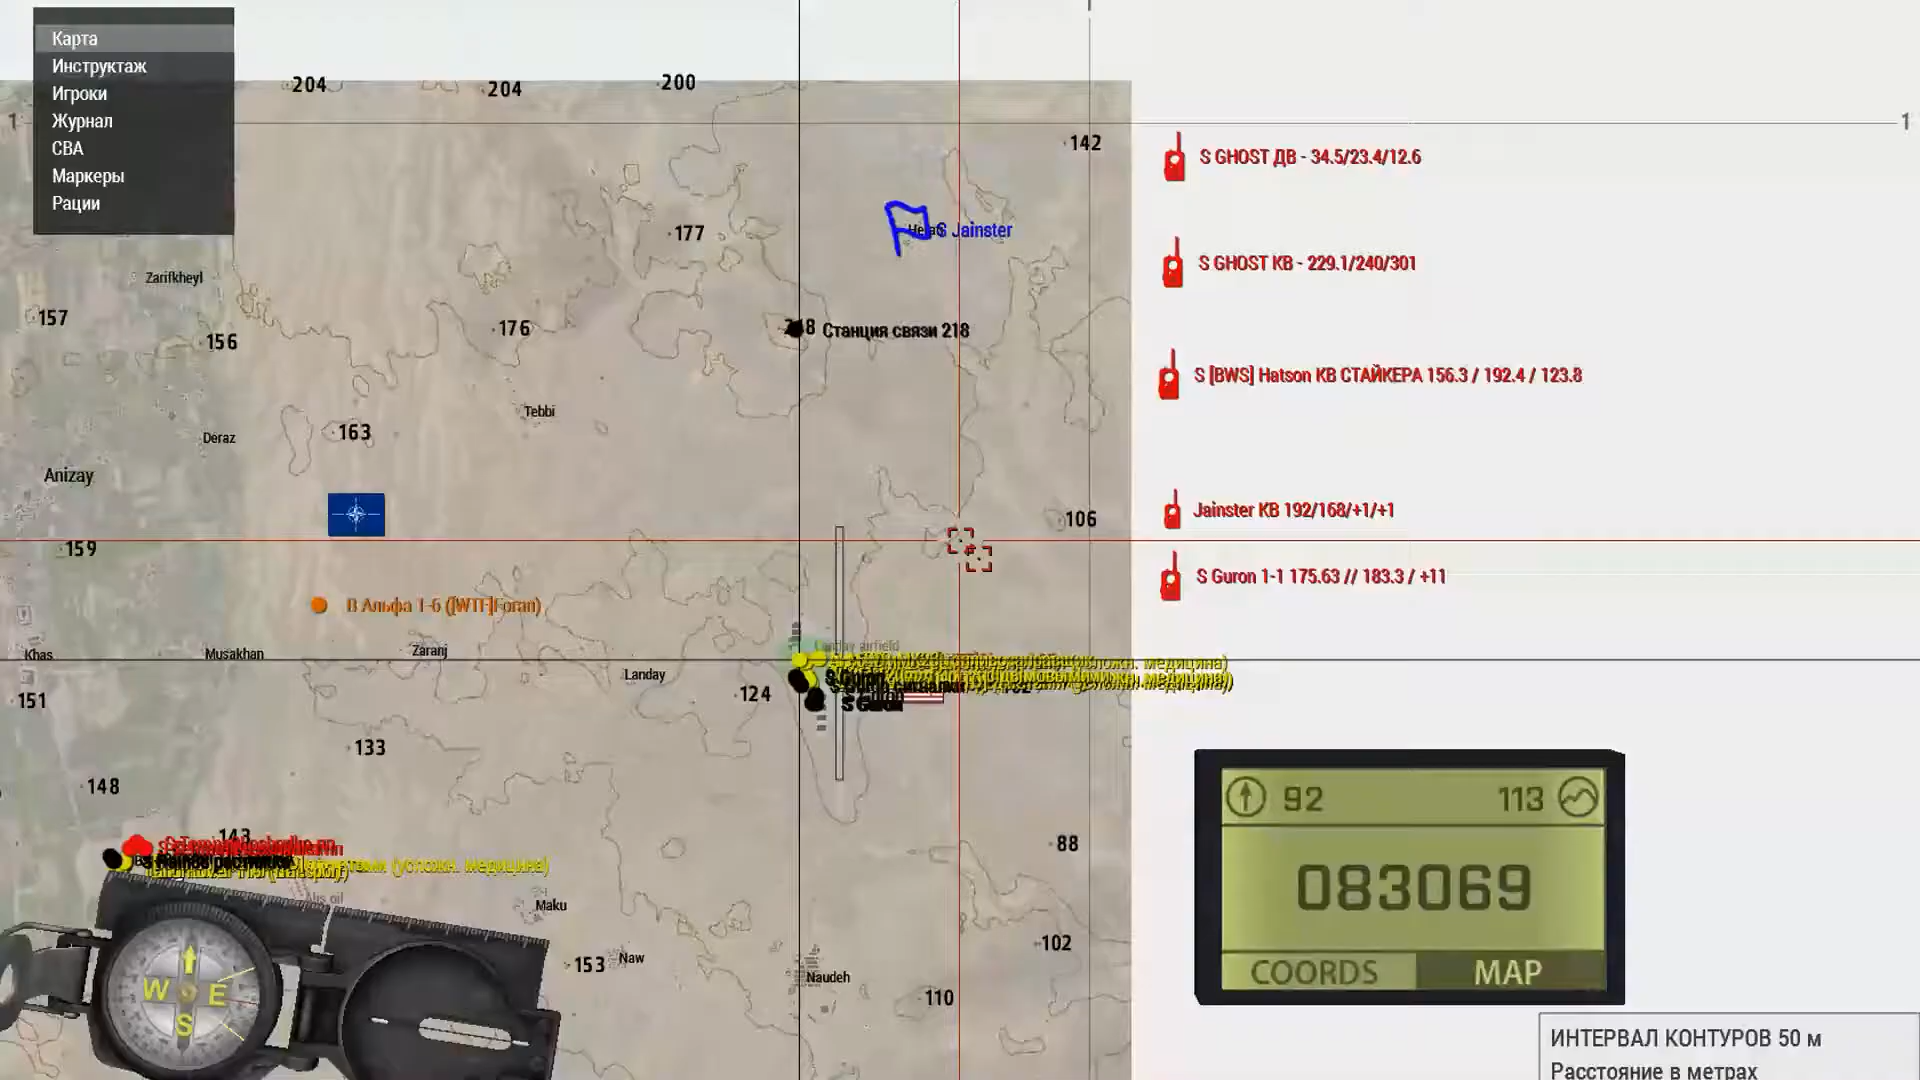 Карта
Инструктаж
Игроки
Журнал
СВА
Маркеры
Рации
204
204
200
1
1
142
S GHOST ДВ - 34.5/23.4/12.6
177
S Jainster
S GHOST КВ - 229.1/240/301
Zarifkheyl
157
156
176
Станция связи 218
S [BWS] Hatson КВ СТАЙКЕРА 156.3 / 192.4 / 123.8
Tebbi
Deraz
163
Anizay
Jainster КВ 192/168/+1/+1
106
159
S Guron 1-1 175.63 // 183.3 / +11
В Альфа 1-6 ([WTF]Foran)
Khas
Musakhan
Zaranj
Landay airfield
Landay
124
151
133
148
143
88
92
113
083069
COORDS
MAP
(усложн. медицина)
Maku
102
153
Naw
Naudeh
110
W E
S
ИНТЕРВАЛ КОНТУРОВ 50 м
Расстояние в метрах